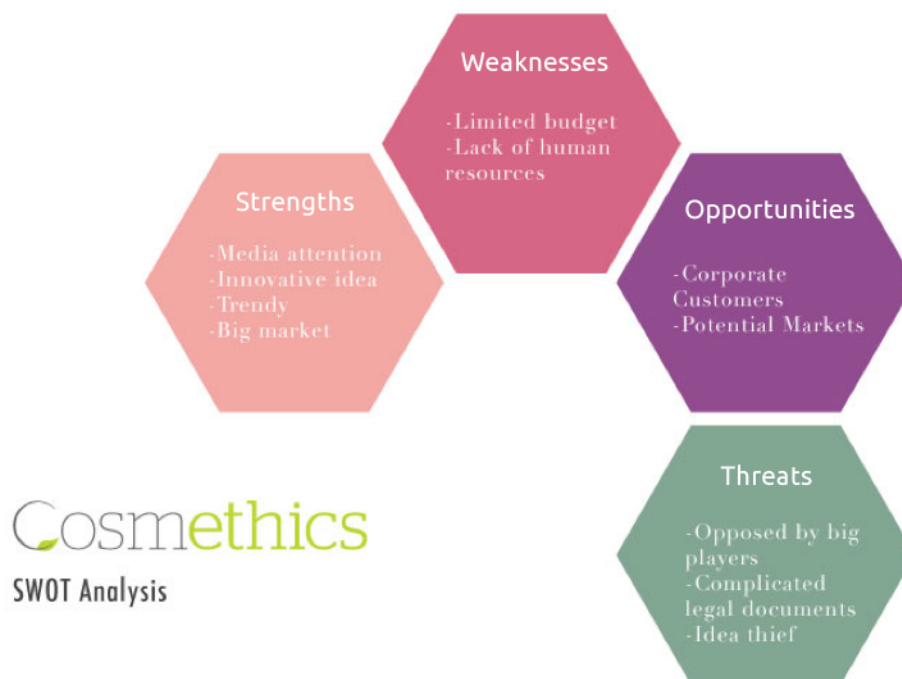 Weaknesses
-Limited budget
-Lack of human
resources
Strengths
-Media attention
-Innovative idea
-Trendy
-Big market
Opportunities
-Corporate
Customers
-Potential Markets
Threats
-Opposed by big
players
-Complicated
legal documents
-Idea thief
Cosmethics
SWOT Analysis